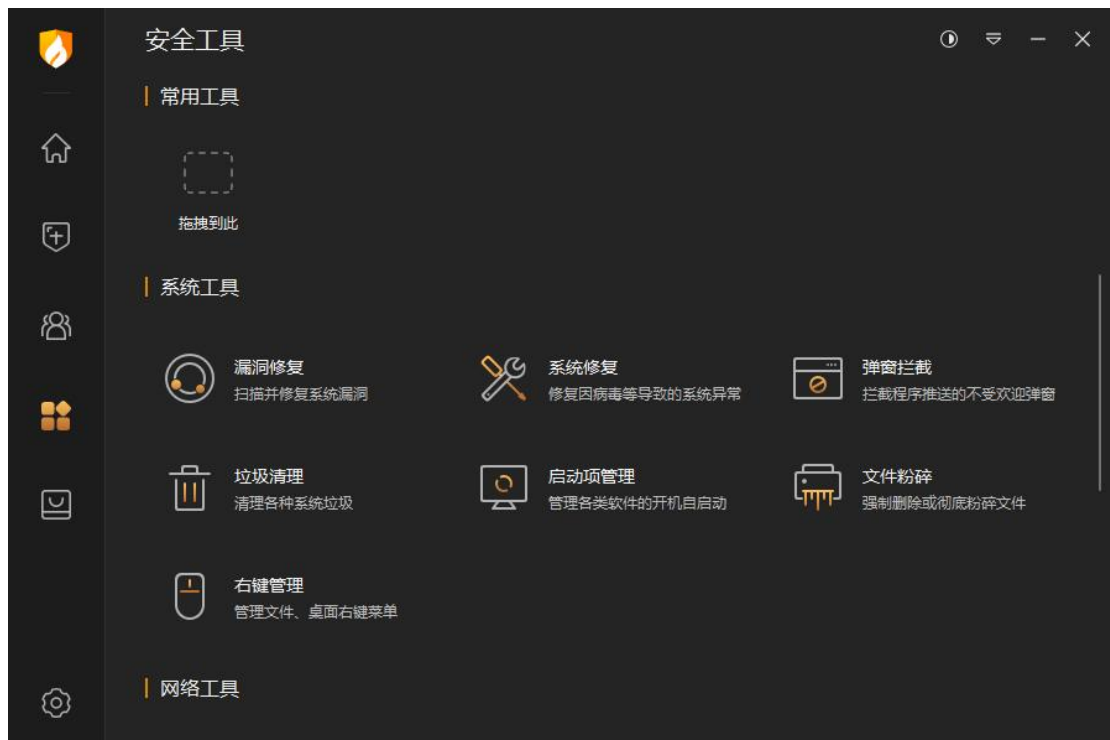 安全工具
常用工具
拖拽到此
系统工具
漏洞修复
扫描并修复系统漏洞
系统修复
修复因病毒等导致的系统异常
弹窗拦截
拦截程序推送的不受欢迎弹窗
垃圾清理
清理各种系统垃圾
启动项管理
管理各类软件的开机自启动
文件粉碎
强制删除或彻底粉碎文件
右键管理
管理文件、桌面右键菜单
网络工具